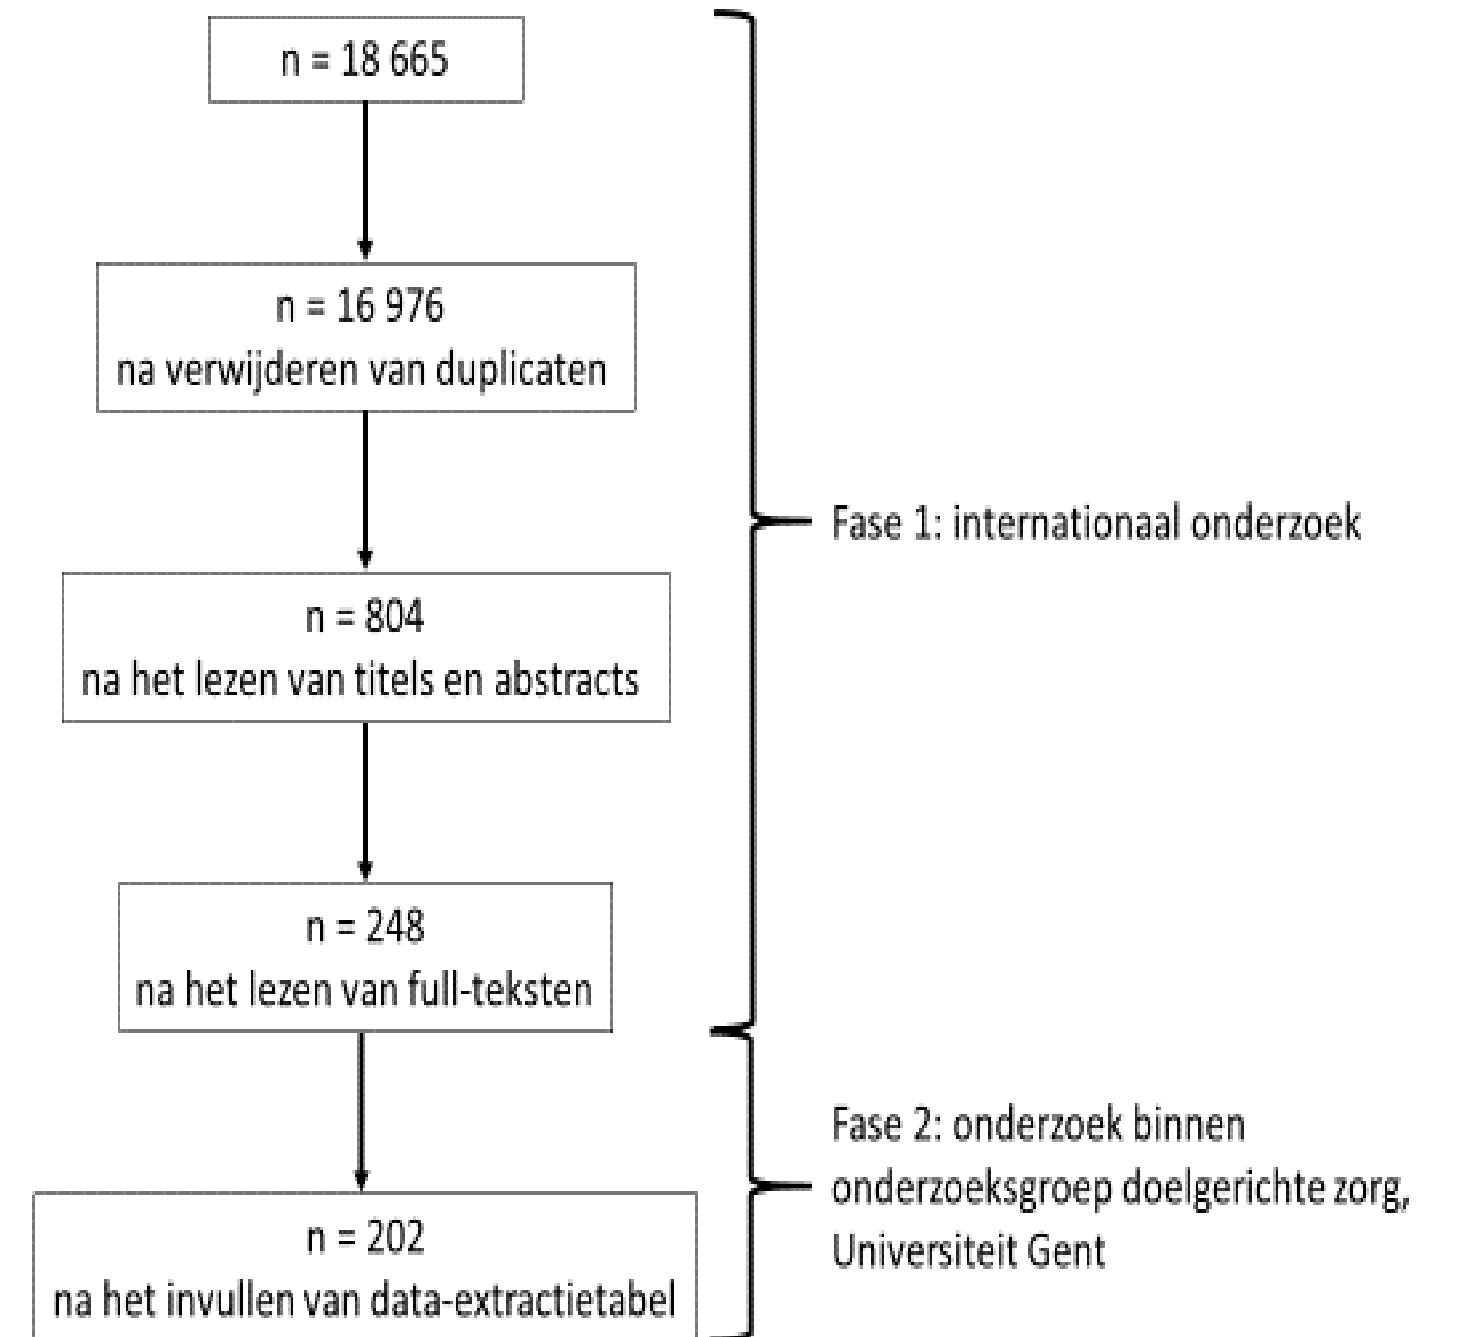 n = 18 665
n = 16 976
na verwijderen van duplicaten
n = 804
na het lezen van titels en abstracts
n = 248
na het lezen van full-teksten
n = 202
na het invullen van data-extractietabel
Fase 1: internationaal onderzoek
Fase 2: onderzoek binnen
onderzoeksgroep doelgerichte zorg,
Universiteit Gent